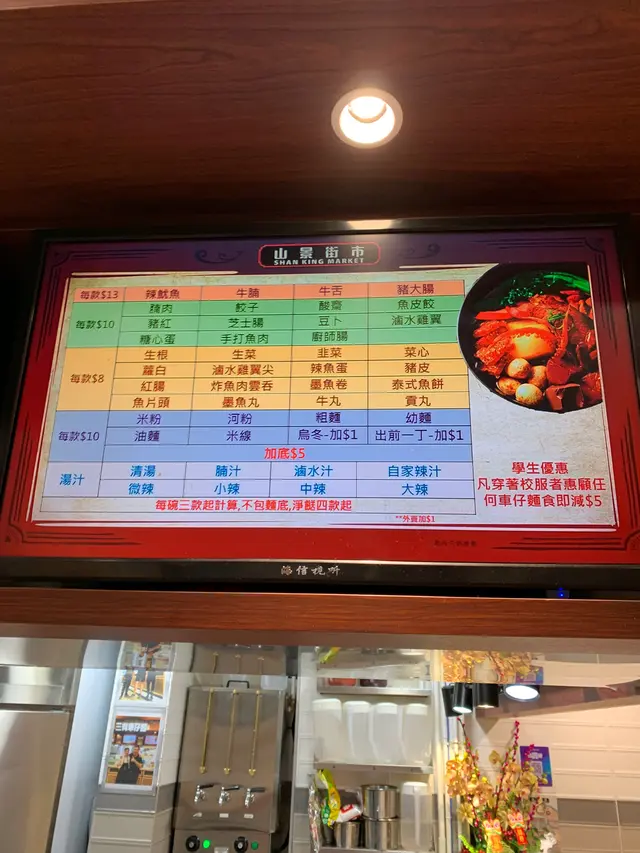 山景街市
SHAN KING MARKET
每款$13 辣魷魚 牛腩 牛舌 豬大腸
每款$10 腩肉 餃子 酸齋 魚皮餃
豬紅 芝士腸 豆卜 滷水雞翼
糖心蛋 手打魚肉 廚師腸
每款$8 生根 生菜 韭菜 菜心
蘿白 滷水雞翼尖 辣魚蛋 豬皮
紅腸 炸魚肉雲吞 墨魚卷 泰式魚餅
魚片頭 墨魚丸 牛丸 貢丸
每款$10 米粉 河粉 粗麵 幼麵
油麵 米線 烏冬-加$1 出前一丁-加$1
加底$5
湯汁 清湯 腩汁 滷水汁 自家辣汁
微辣 小辣 中辣 大辣
每碗三款起計算,不包麵底,淨餸四款起
**外賣加$1
學生優惠
凡穿著校服者惠顧任
何車仔麵食即減$5
海信視听